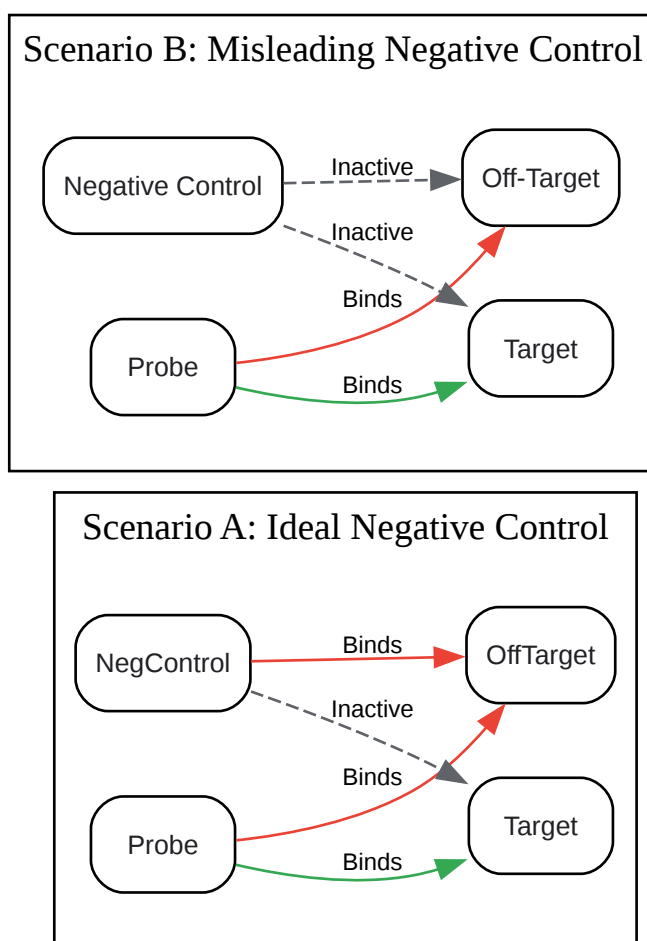 Scenario B: Misleading Negative Control
Negative Control
Inactive
Off-Target
Inactive
Binds
Probe
Target
Binds
Scenario A: Ideal Negative Control
NegControl
Binds
OffTarget
Inactive
Binds
Probe
Target
Binds